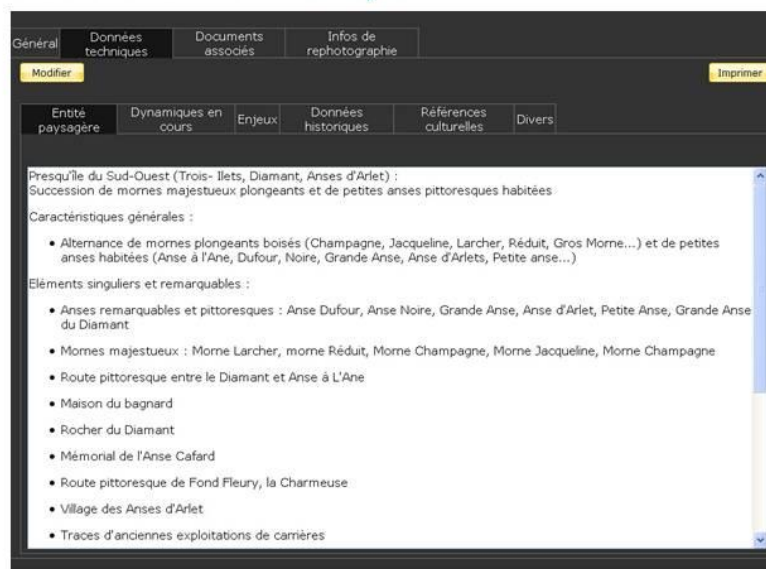 Général
Données techniques
Documents associés
Infos de rephotographie
Modifier
Imprimer
Entité paysagère
Dynamiques en cours
Enjeux
Données historiques
Références culturelles
Divers
Presqu'île du Sud-Ouest (Trois- Ilets, Diamant, Anses d'Arlet) :
Succession de mornes majestueux plongeants et de petites anses pittoresques habitées
Caractéristiques générales :
• Alternance de mornes plongeants boisés (Champagne, Jacqueline, Larcher, Réduit, Gros Morne...) et de petites
anses habitées (Anse à l'Ane, Dufour, Noire, Grande Anse, Anse d'Arlets, Petite anse...)
Eléments singuliers et remarquables :
• Anses remarquables et pittoresques : Anse Dufour, Anse Noire, Grande Anse, Anse d'Arlet, Petite Anse, Grande Anse
du Diamant
• Mornes majestueux : Morne Larcher, morne Réduit, Morne Champagne, Morne Jacqueline, Morne Champagne
• Route pittoresque entre le Diamant et Anse à L'Ane
• Maison du bagnard
• Rocher du Diamant
• Mémorial de l'Anse Cafard
• Route pittoresque de Fond Fleury, la Charmeuse
• Village des Anses d'Arlet
• Traces d'anciennes exploitations de carrières